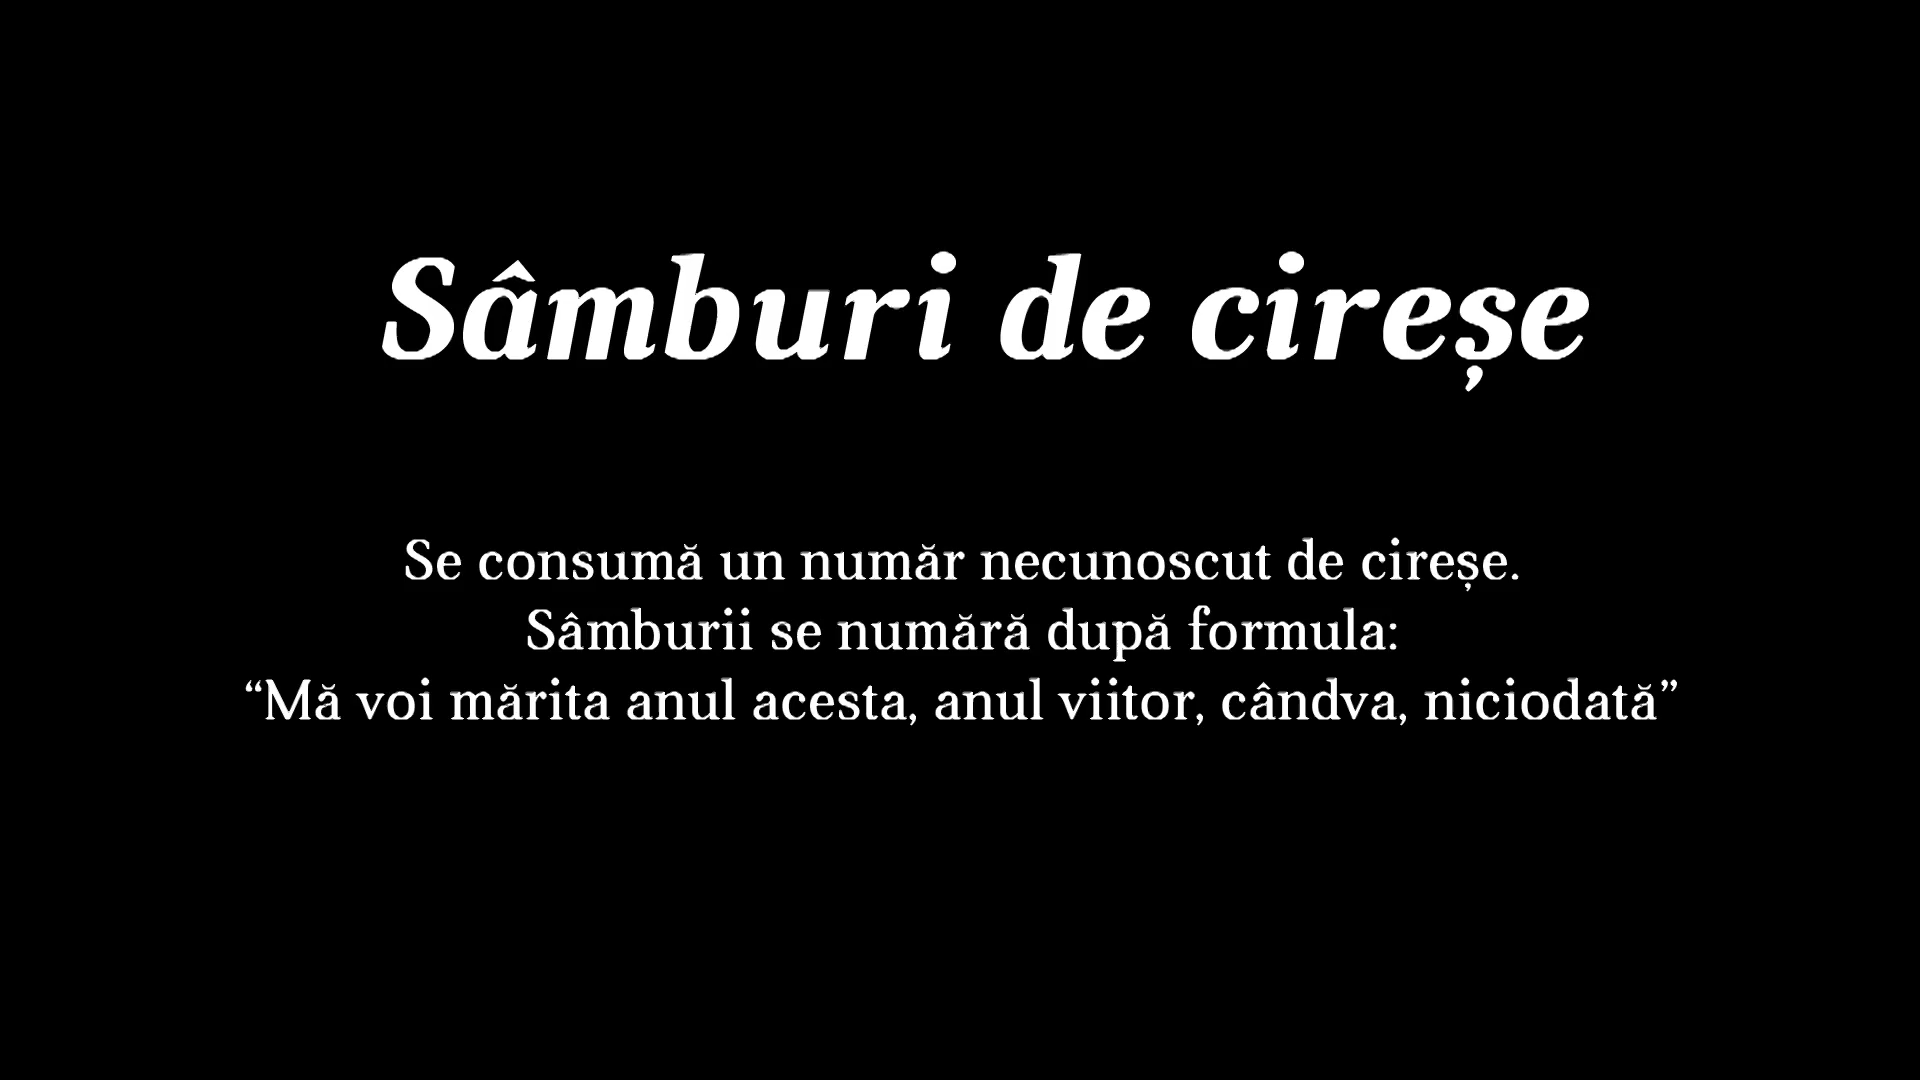 Sâmburi de cireșe
Se consumă un număr necunoscut de cireșe.
Sâmburii se numără după formula:
“Mă voi mărita anul acesta, anul viitor, cândva, niciodată”